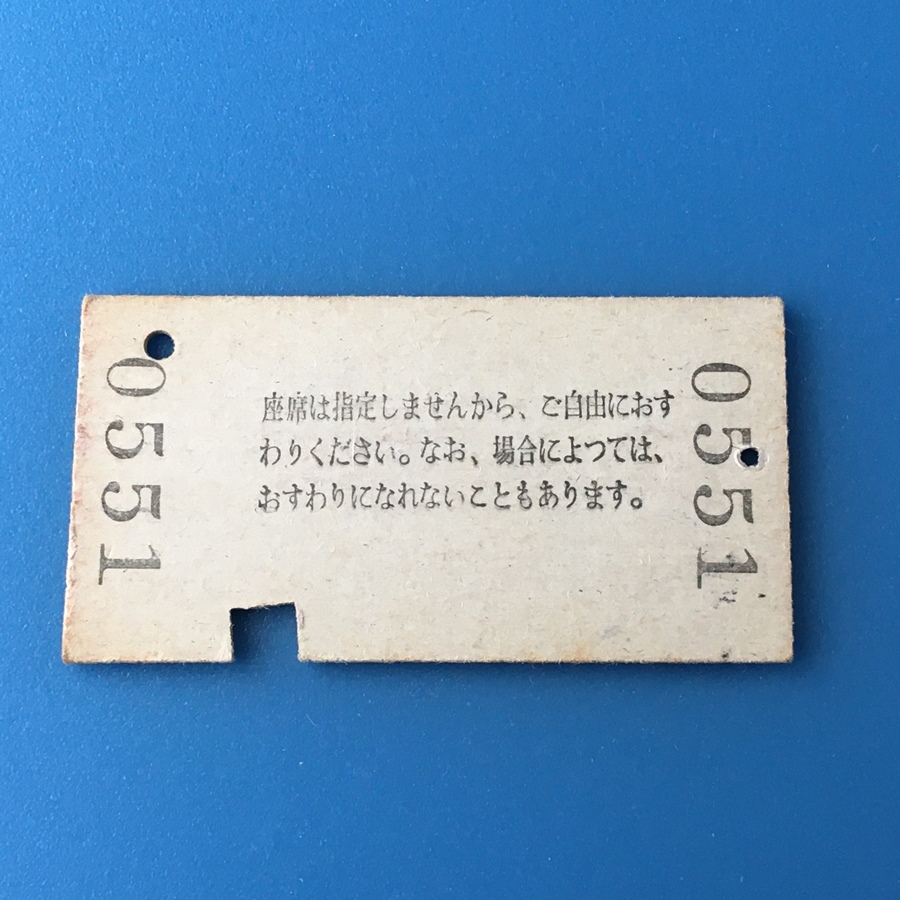 0551
座席は指定しませんから、ご自由におす
わりください。なお、場合によつては、
おすわりになれないこともあります。
0551